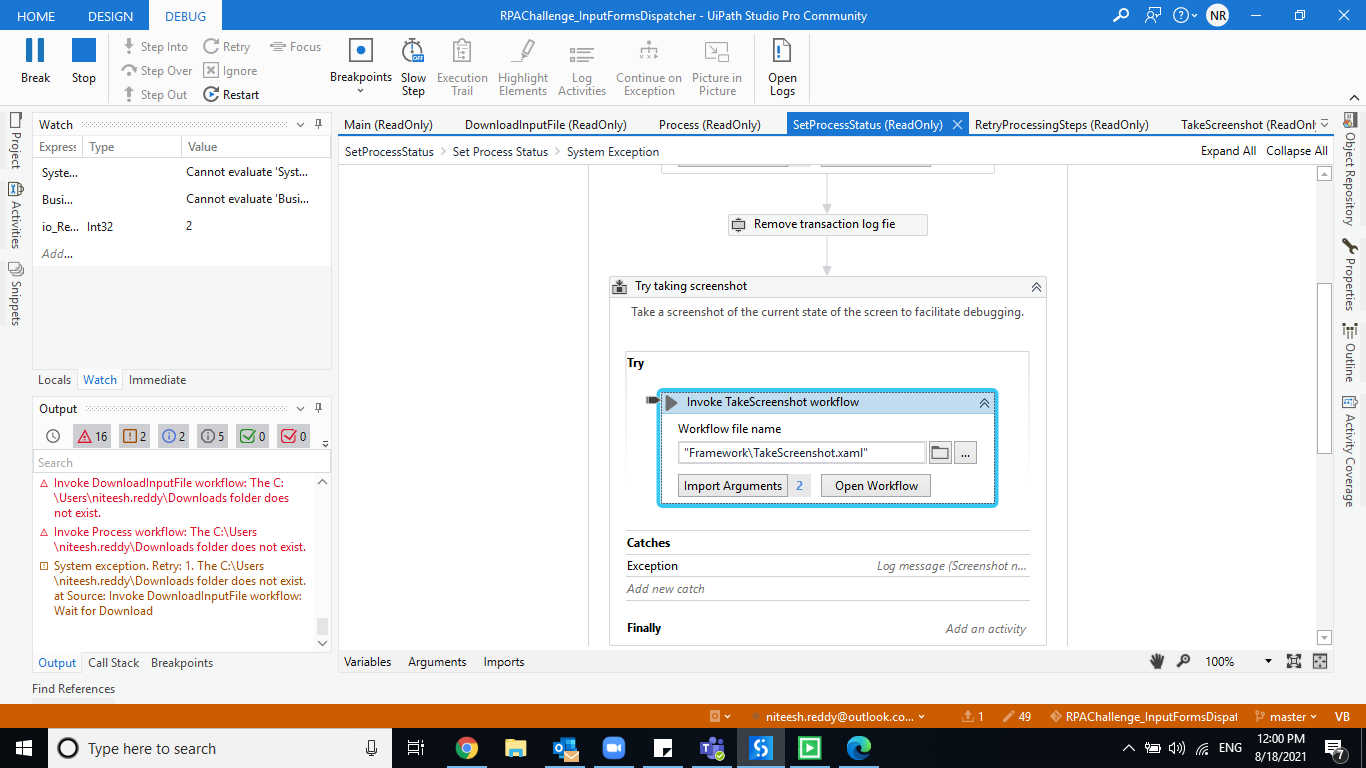 RPAChallenge_InputFormsDispatcher - UiPath Studio Pro Community
HOME DESIGN DEBUG
NR
Break
Stop
Step Into
Step Over
Step Out
Retry
Ignore
Restart
Focus
Breakpoints
Slow
Step
OFF
Execution
Trail
Highlight
Elements
Log
Activities
Continue on
Exception
Picture in
Picture
Open
Logs
Project
Activities
Snippets
Watch
Express Type Value
Syste... Cannot evaluate 'Syst...
Busi... Cannot evaluate 'Busi...
io_Re... Int32 2
Add...
Locals Watch Immediate
Output
16 2 2 5 0 0
Search
Invoke DownloadInputFile workflow: The C:
\Users\niteesh.reddy\Downloads folder does
not exist.
Invoke Process workflow: The C:\Users
\niteesh.reddy\Downloads folder does not exist.
System exception. Retry: 1. The C:\Users
\niteesh.reddy\Downloads folder does not exist.
at Source: Invoke DownloadInputFile workflow:
Wait for Download
Output Call Stack Breakpoints
Find References
Main (ReadOnly) DownloadInputFile (ReadOnly) Process (ReadOnly) SetProcessStatus (ReadOnly) RetryProcessingSteps (ReadOnly) TakeScreenshot (ReadOnl
SetProcessStatus Set Process Status System Exception
Expand All Collapse All
Remove transaction log fie
Try taking screenshot
Take a screenshot of the current state of the screen to facilitate debugging.
Try
Invoke TakeScreenshot workflow
Workflow file name
"Framework\TakeScreenshot.xaml"
...
Import Arguments 2 Open Workflow
Catches
Exception Log message (Screenshot n...
Add new catch
Finally Add an activity
Variables Arguments Imports
100%
Object Repository
Properties
Outline
Activity Coverage
niteesh.reddy@outlook.co... 1 49 RPAChallenge_InputFormsDispat master VB
Type here to search
ENG
12:00 PM
8/18/2021
7